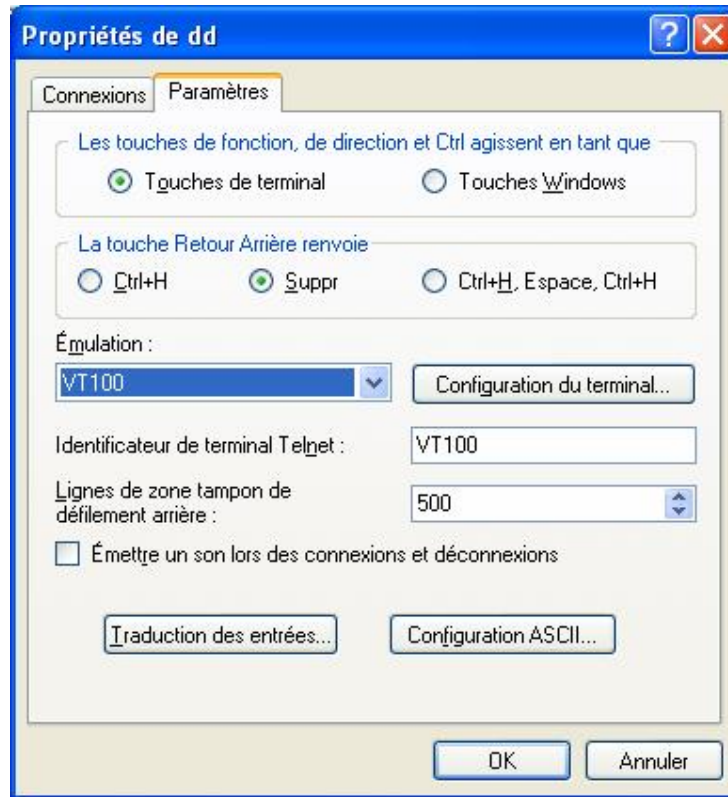 Propriétés de dd
Connexions Paramètres
Les touches de fonction, de direction et Ctrl agissent en tant que
Touches de terminal Touches Windows
La touche Retour Arrière renvoie
Ctrl+H Suppr Ctrl+H, Espace, Ctrl+H
Émulation :
VT100 Configuration du terminal...
Identificateur de terminal Telnet : VT100
Lignes de zone tampon de
défilement arrière : 500
Émettre un son lors des connexions et déconnexions
Traduction des entrées... Configuration ASCII...
OK Annuler